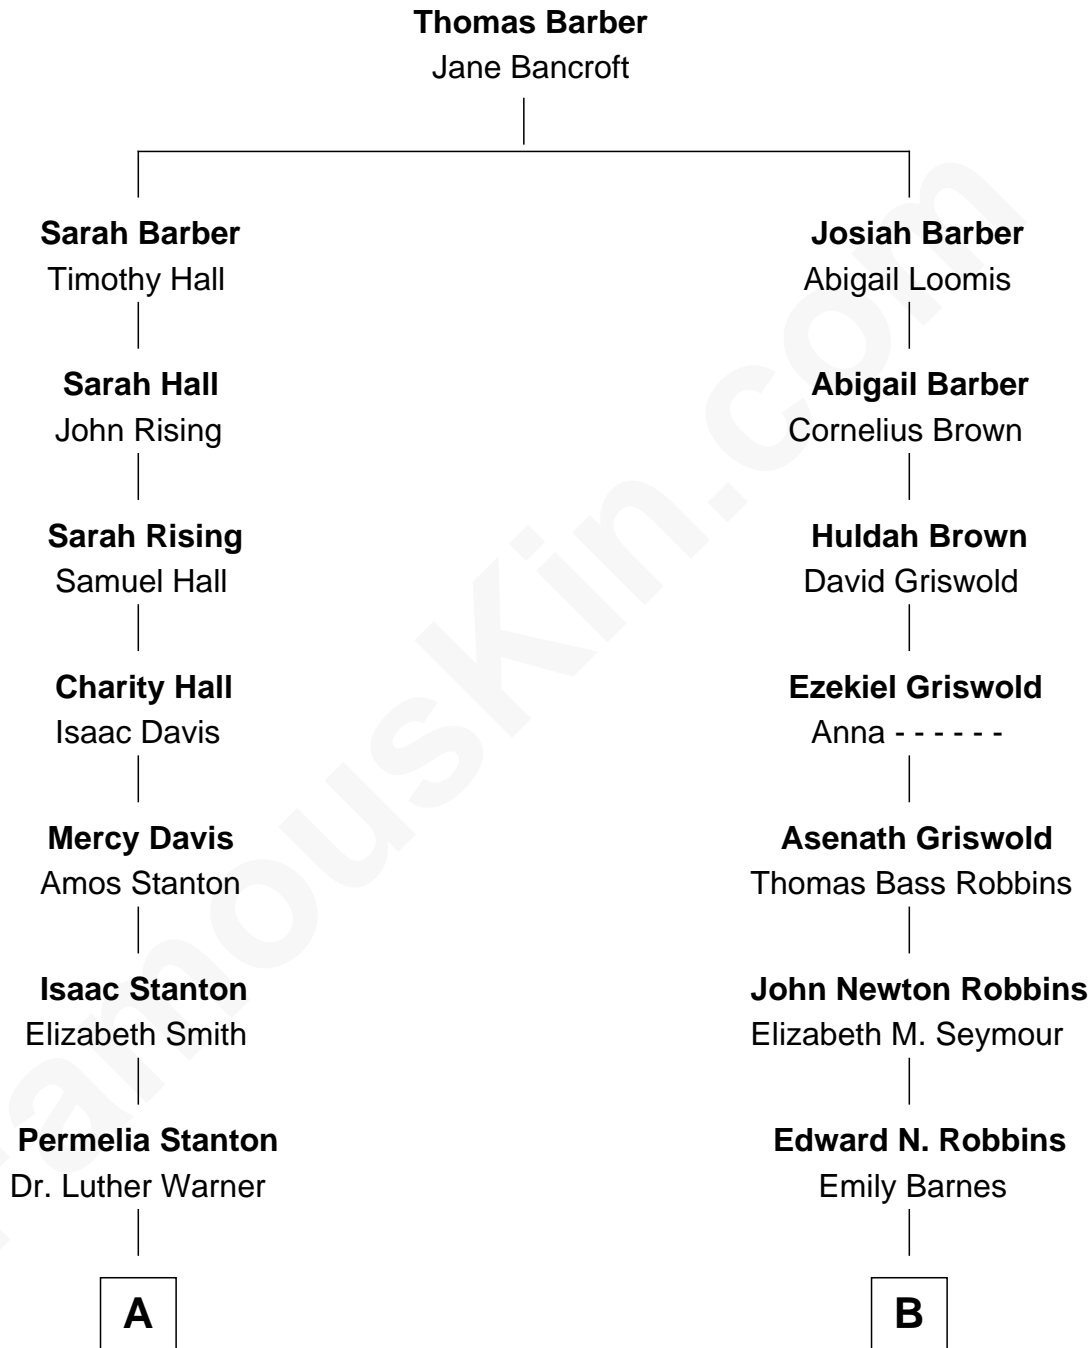 Thomas Barber
Jane Bancroft
Sarah Barber
Timothy Hall
Josiah Barber
Abigail Loomis
Sarah Hall
John Rising
Abigail Barber
Cornelius Brown
Sarah Rising
Samuel Hall
Huldah Brown
David Griswold
Charity Hall
Isaac Davis
Ezekiel Griswold
Anna - - - - - -
Mercy Davis
Amos Stanton
Asenath Griswold
Thomas Bass Robbins
Isaac Stanton
Elizabeth Smith
John Newton Robbins
Elizabeth M. Seymour
Permelia Stanton
Dr. Luther Warner
Edward N. Robbins
Emily Barnes
A
B
FamousKin.com